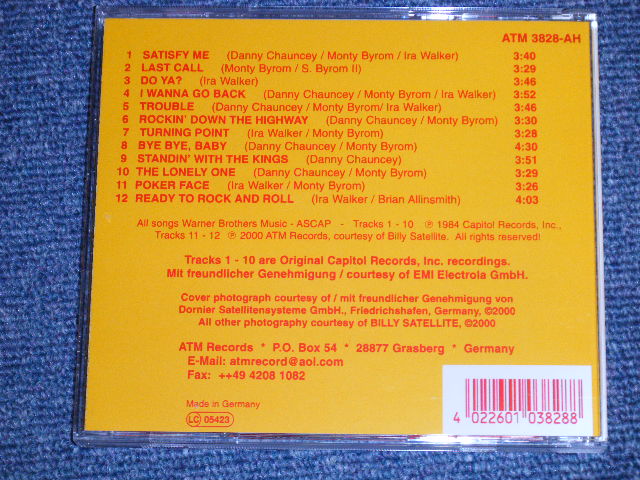 ATM 3828-AH
1 SATISFY ME (Danny Chauncey / Monty Byrom / Ira Walker) 3:40
2 LAST CALL (Monty Byrom / S. Byrom II) 3:29
3 DO YA? (Ira Walker) 3:46
4 I WANNA GO BACK (Danny Chauncey / Monty Byrom / Ira Walker) 3:52
5 TROUBLE (Danny Chauncey / Monty Byrom/ Ira Walker) 3:46
6 ROCKIN' DOWN THE HIGHWAY (Danny Chauncey / Monty Byrom) 3:30
7 TURNING POINT (Ira Walker / Monty Byrom) 3:28
8 BYE BYE, BABY (Danny Chauncey / Monty Byrom) 4:30
9 STANDIN' WITH THE KINGS (Danny Chauncey) 3:51
10 THE LONELY ONE (Danny Chauncey / Monty Byrom) 3:29
11 POKER FACE (Ira Walker / Monty Byrom) 3:26
12 READY TO ROCK AND ROLL (Ira Walker / Brian Allinsmith) 4:03
All songs Warner Brothers Music - ASCAP - Tracks 1 - 10 ℗ 1984 Capitol Records, Inc.,
Tracks 11 - 12 ℗ 2000 ATM Records, courtesy of Billy Satellite. All rights reserved!
Tracks 1 - 10 are Original Capitol Records, Inc. recordings.
Mit freundlicher Genehmigung / courtesy of EMI Electrola GmbH.
Cover photograph courtesy of / mit freundlicher Genehmigung von
Dornier Satellitensysteme GmbH., Friedrichshafen, Germany, ©2000
All other photography courtesy of BILLY SATELLITE, ©2000
ATM Records * P.O. Box 54 * 28877 Grasberg * Germany
E-Mail: atmrecord@aol.com
Fax: ++49 4208 1082
Made in Germany
LC 05423
4 022601 038288